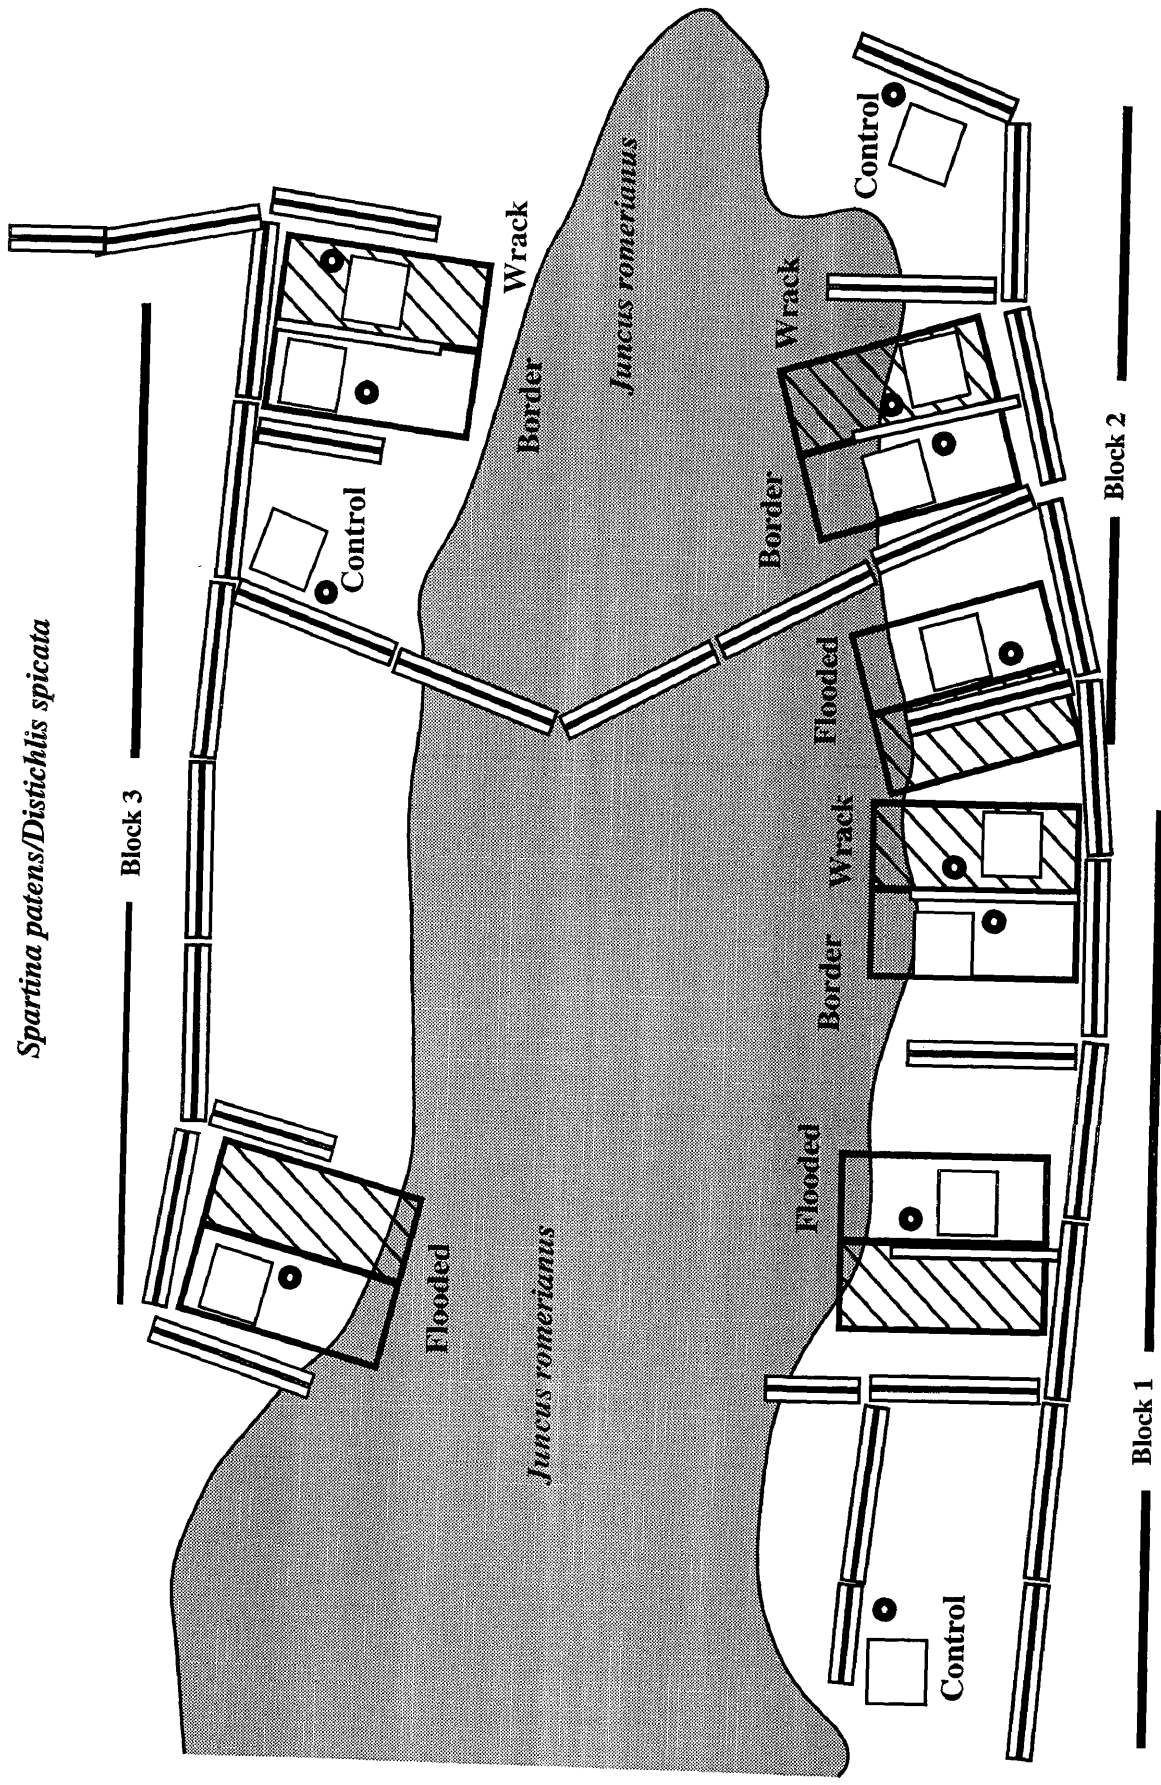 Spartina patens/Distichlis spicata
Block 3
Flooded
Control
Border
Wrack
Juncus romerianus
Juncus romerianus
Flooded
Border
Wrack
Flooded
Border
Wrack
Control
Control
Block 1
Block 2